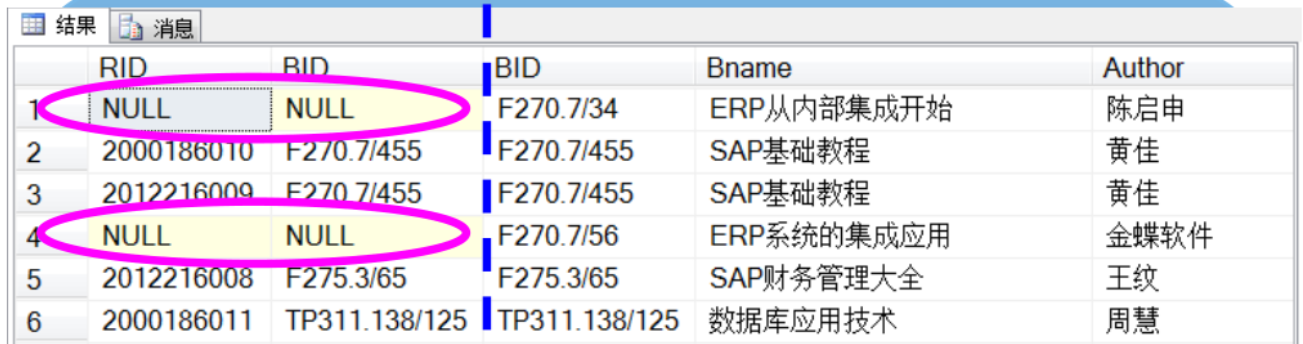 结果 消息
RID BID BID Bname Author
1 NULL NULL F270.7/34 ERP从内部集成开始 陈启申
2 2000186010 F270.7/455 F270.7/455 SAP基础教程 黄佳
3 2012216009 F270.7/455 F270.7/455 SAP基础教程 黄佳
4 NULL NULL F270.7/56 ERP系统的集成应用 金蝶软件
5 2012216008 F275.3/65 F275.3/65 SAP财务管理大全 王纹
6 2000186011 TP311.138/125 TP311.138/125 数据库应用技术 周慧